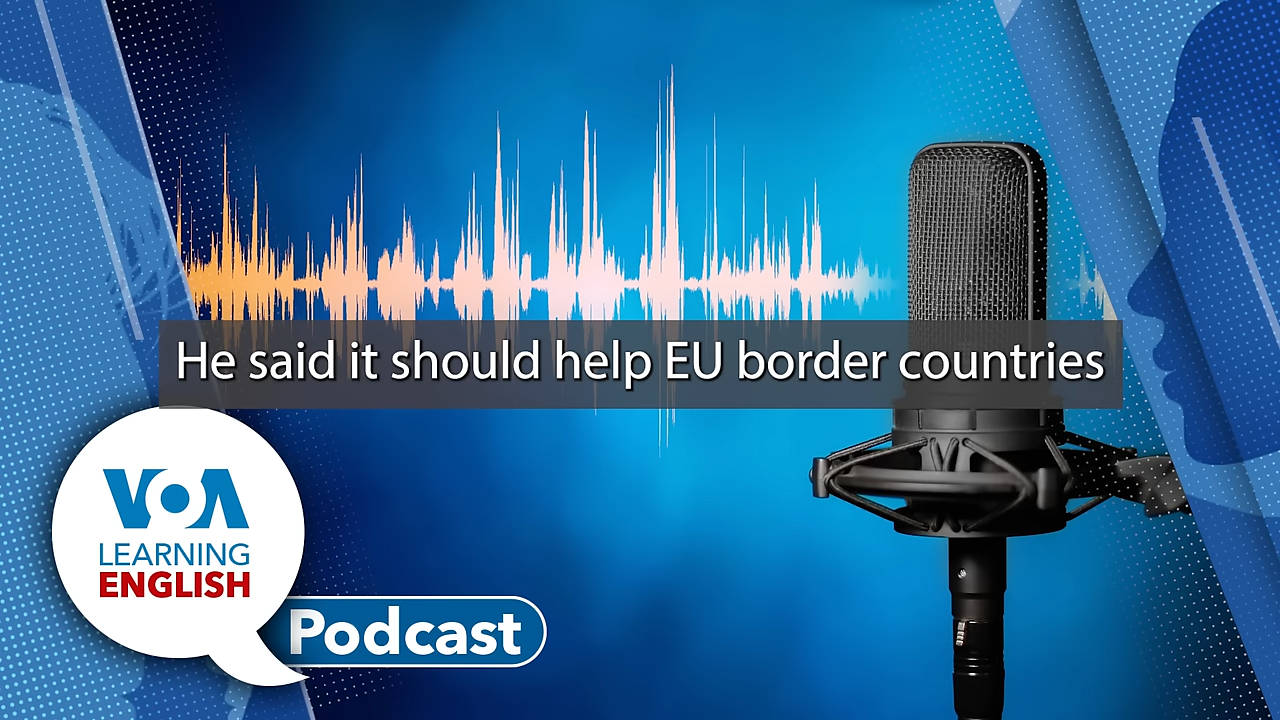 He said it should help EU border countries
VOA
LEARNING
ENGLISH
Podcast